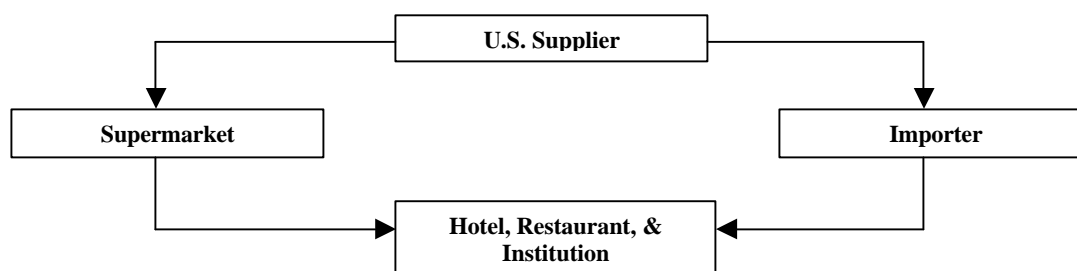 U.S. Supplier
Supermarket
Importer
Hotel, Restaurant, &
Institution